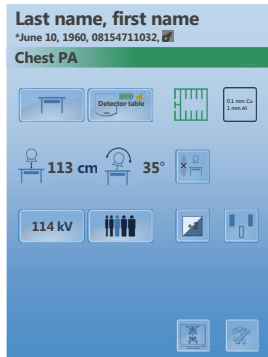 Last name, first name
*June 10, 1960, 08154711032,
Chest PA
Detector table
0.1 mm Cu
1 mm Al
113 cm
35°
114 kV